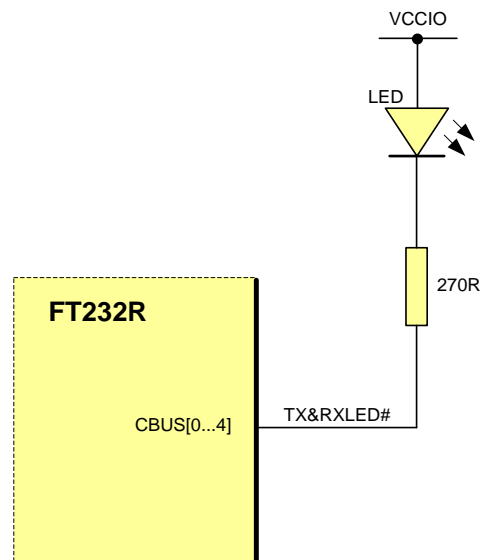 VCCIO
LED
270R
FT232R
TX&RXLED#
CBUS[0...4]